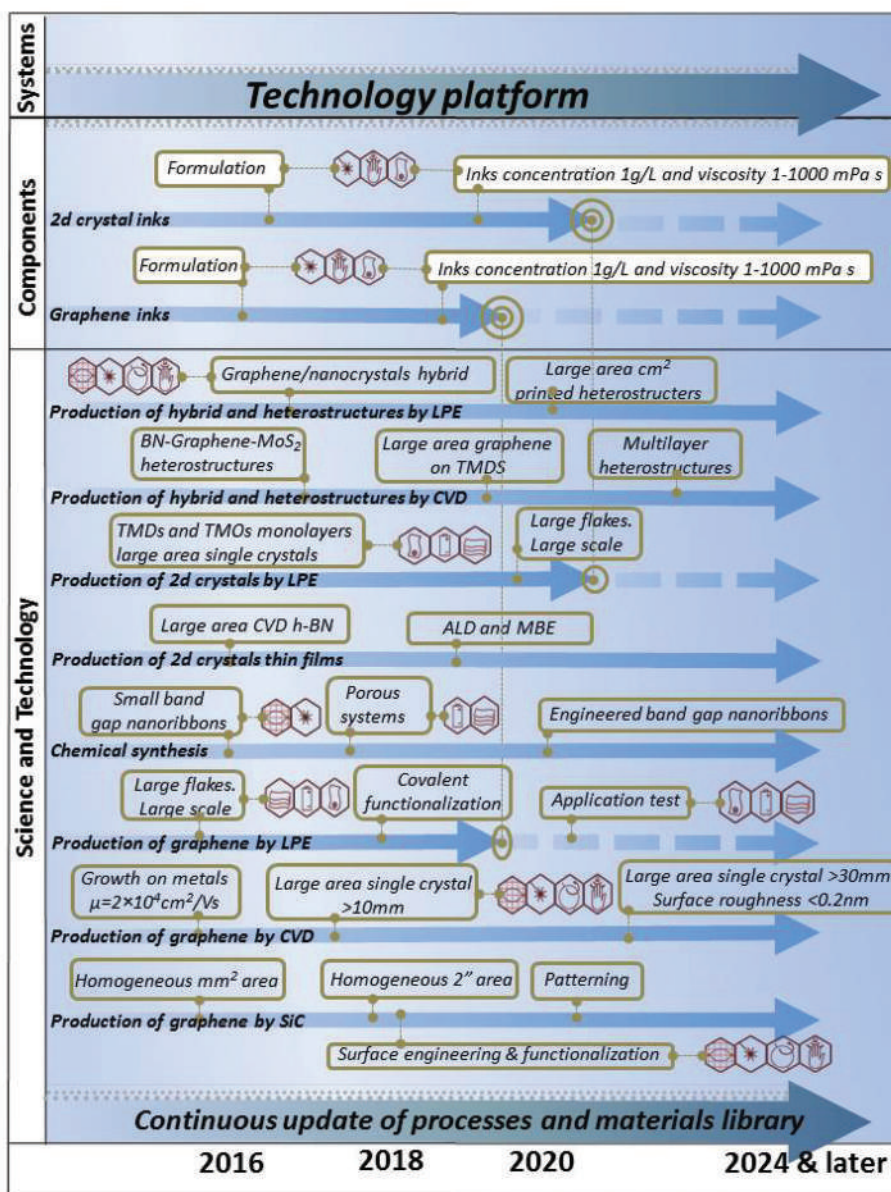 Systems
Technology platform
Components
Formulation
Inks concentration 1g/L and viscosity 1-1000 mPa s
2d crystal inks
Formulation
Inks concentration 1g/L and viscosity 1-1000 mPa s
Graphene inks
Science and Technology
Graphene/nanocrystals hybrid
Large area cm²
printed heterostructers
Production of hybrid and heterostructures by LPE
BN-Graphene-MoS₂
heterostructures
Large area graphene
on TMDS
Multilayer
heterostructures
Production of hybrid and heterostructures by CVD
TMDs and TMOs monolayers
large area single crystals
Large flakes.
Large scale
Production of 2d crystals by LPE
Large area CVD h-BN
ALD and MBE
Production of 2d crystals thin films
Small band
gap nanoribbons
Porous
systems
Engineered band gap nanoribbons
Chemical synthesis
Large flakes.
Large scale
Covalent
functionalization
Application test
Production of graphene by LPE
Growth on metals
μ=2×10⁴cm²/Vs
Large area single crystal
>10mm
Large area single crystal >30mm
Surface roughness <0.2nm
Production of graphene by CVD
Homogeneous mm² area
Homogeneous 2″ area
Patterning
Production of graphene by SiC
Surface engineering & functionalization
Continuous update of processes and materials library
2016
2018
2020
2024 & later